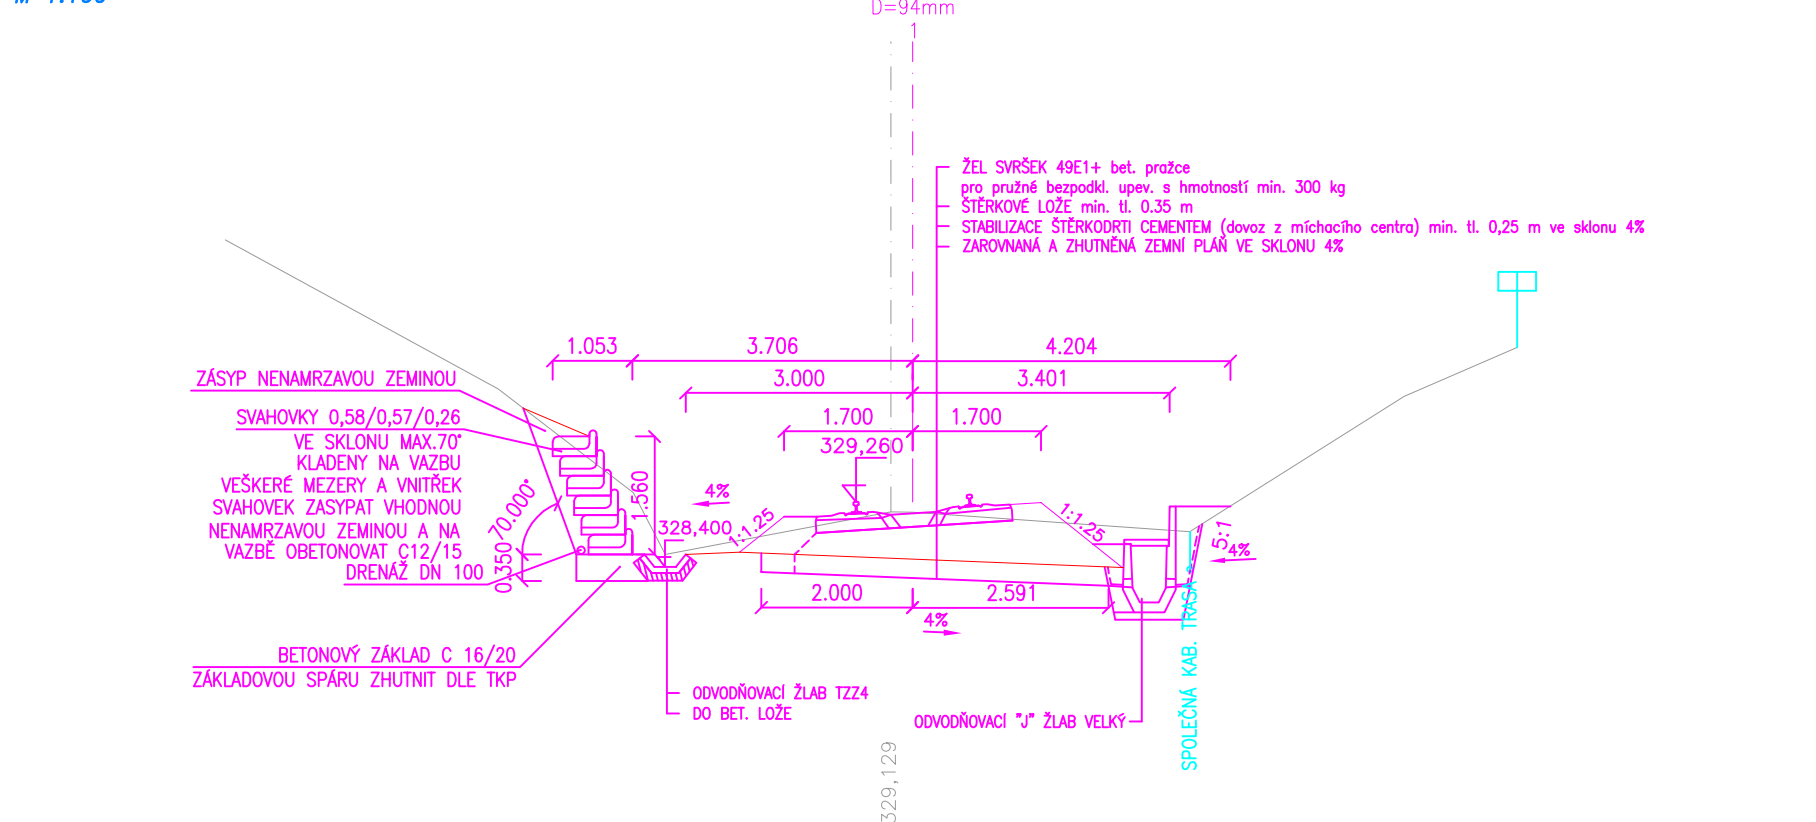 D=94mm
1
ŽEL SVRŠEK 49E1+ bet. pražce
pro pružné bezpodkl. upev. s hmotností min. 300 kg
ŠTĚRKOVÉ LOŽE min. tl. 0.35 m
STABILIZACE ŠTĚRKODRTI CEMENTEM (dovoz z míchacího centra) min. tl. 0,25 m ve sklonu 4%
ZAROVNANÁ A ZHUTNĚNÁ ZEMNÍ PLÁŇ VE SKLONU 4%
1.053
3.706
4.204
3.000
3.401
1.700
1.700
329,260
ZÁSYP NENAMRZAVOU ZEMINOU
SVAHOVKY 0,58/0,57/0,26
VE SKLONU MAX.70°
KLADENY NA VAZBU
VEŠKERÉ MEZERY A VNITŘEK
SVAHOVEK ZASYPAT VHODNOU
NENAMRZAVOU ZEMINOU A NA
VAZBĚ OBETONOVAT C12/15
DRENÁŽ DN 100
70.000°
0.350
1.560
4%
328,400
1:1.25
1:1.25
5:1
4%
2.000
2.591
4%
BETONOVÝ ZÁKLAD C 16/20
ZÁKLADOVOU SPÁRU ZHUTNIT DLE TKP
ODVODŇOVACÍ ŽLAB TZZ4
DO BET. LOŽE
ODVODŇOVACÍ "J" ŽLAB VELKÝ
SPOLEČNÁ KAB. TRASA
329,129